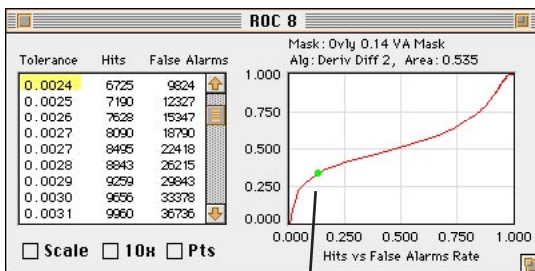 ROC 8
Tolerance Hits False Alarms
0.0024 6725 9824
0.0025 7190 12327
0.0026 7628 15347
0.0027 8090 18790
0.0027 8495 22418
0.0028 8843 26215
0.0029 9259 29843
0.0030 9656 33378
0.0031 9960 36736
Scale 10x Pts
Mask: Ovly 0.14 VA Mask
Alg: Deriv Diff 2, Area: 0.535
1.000
0.750
0.500
0.250
0.000
0.000 0.250 0.500 0.750 1.000
Hits vs False Alarms Rate